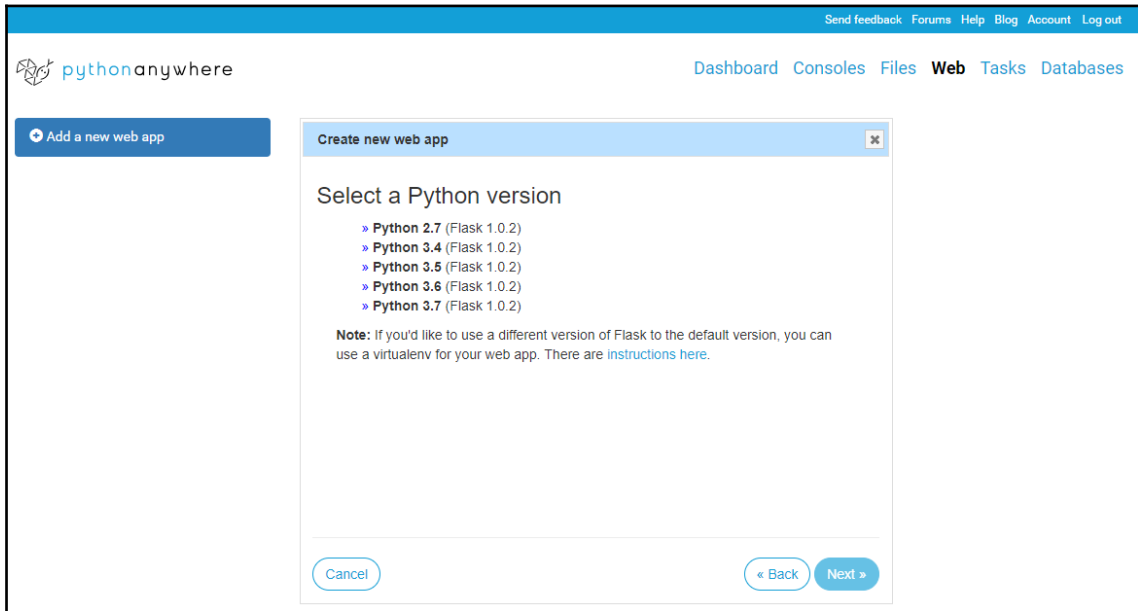 Send feedback Forums Help Blog Account Log out
pythonanywhere
Dashboard Consoles Files Web Tasks Databases
Add a new web app
Create new web app
Select a Python version
» Python 2.7 (Flask 1.0.2)
» Python 3.4 (Flask 1.0.2)
» Python 3.5 (Flask 1.0.2)
» Python 3.6 (Flask 1.0.2)
» Python 3.7 (Flask 1.0.2)
Note: If you'd like to use a different version of Flask to the default version, you can
use a virtualenv for your web app. There are instructions here.
Cancel
« Back
Next »